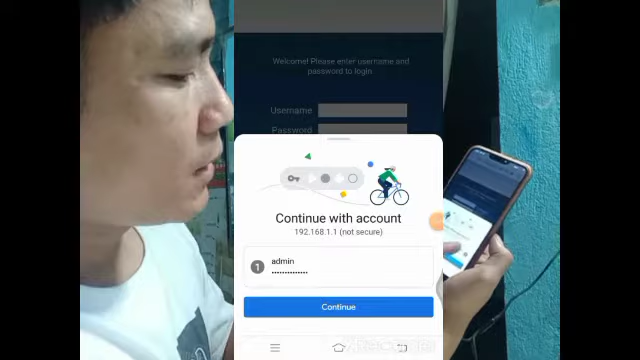 Welcome! Please enter username and
password to login
Username
Password
Continue with account
192.168.1.1 (not secure)
1
admin
••••••••••••••
Continue